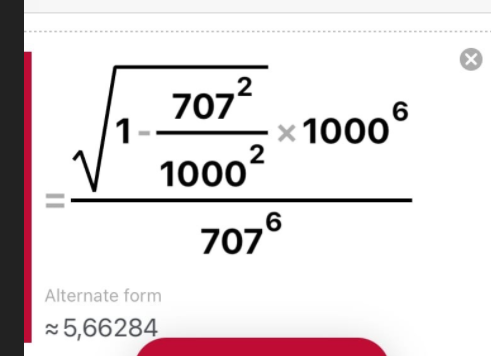 = √(1-707²/1000²) × 1000⁶ / 707⁶
Alternate form
≈ 5,66284